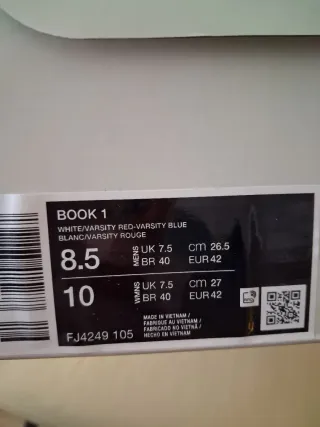 BOOK 1
WHITE/VARSITY RED-VARSITY BLUE
BLANC/VARSITY ROUGE
8.5 MENS UK 7.5 cm 26.5
BR 40 EUR 42
10 WMNS UK 7.5 cm 27
BR 40 EUR 42
MADE IN VIETNAM /
FABRIQUÉ AU VIETNAM /
FABRICADO NO VIETNÃ /
HECHO EN VIETNAM
FJ4249 105